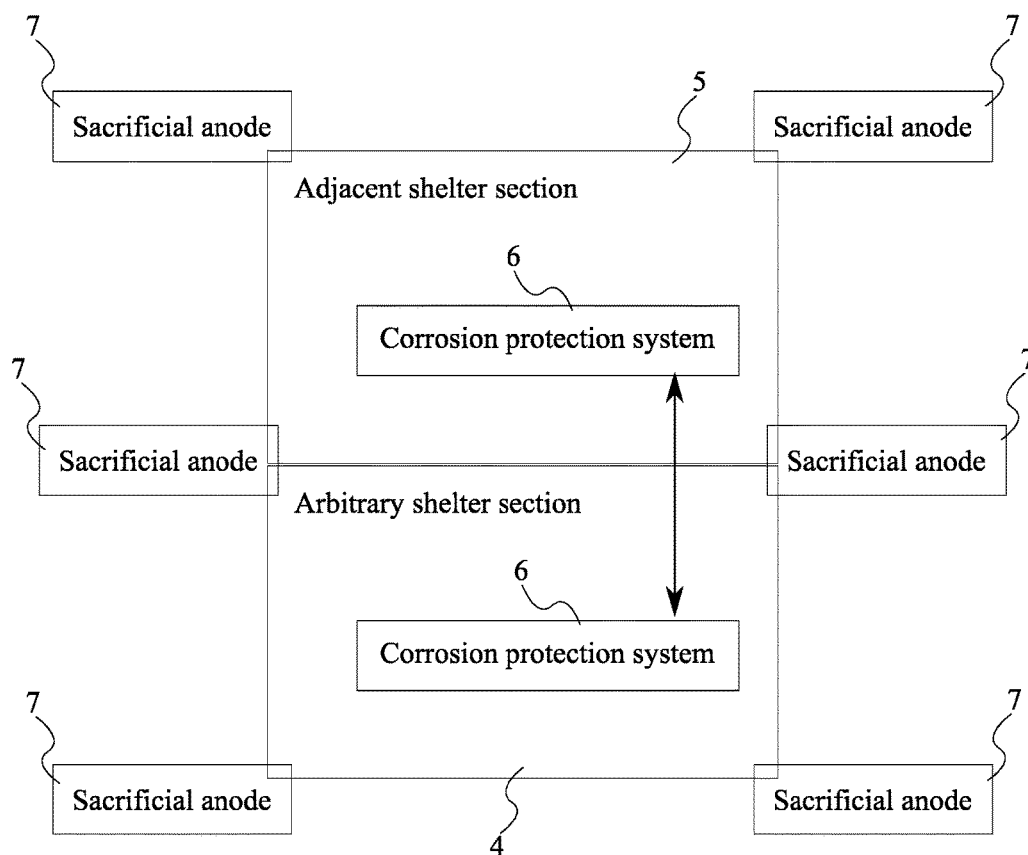 7
7
5
Sacrificial anode
Sacrificial anode
Adjacent shelter section
6
Corrosion protection system
7
7
Sacrificial anode
Sacrificial anode
Arbitrary shelter section
6
Corrosion protection system
7
7
Sacrificial anode
Sacrificial anode
4